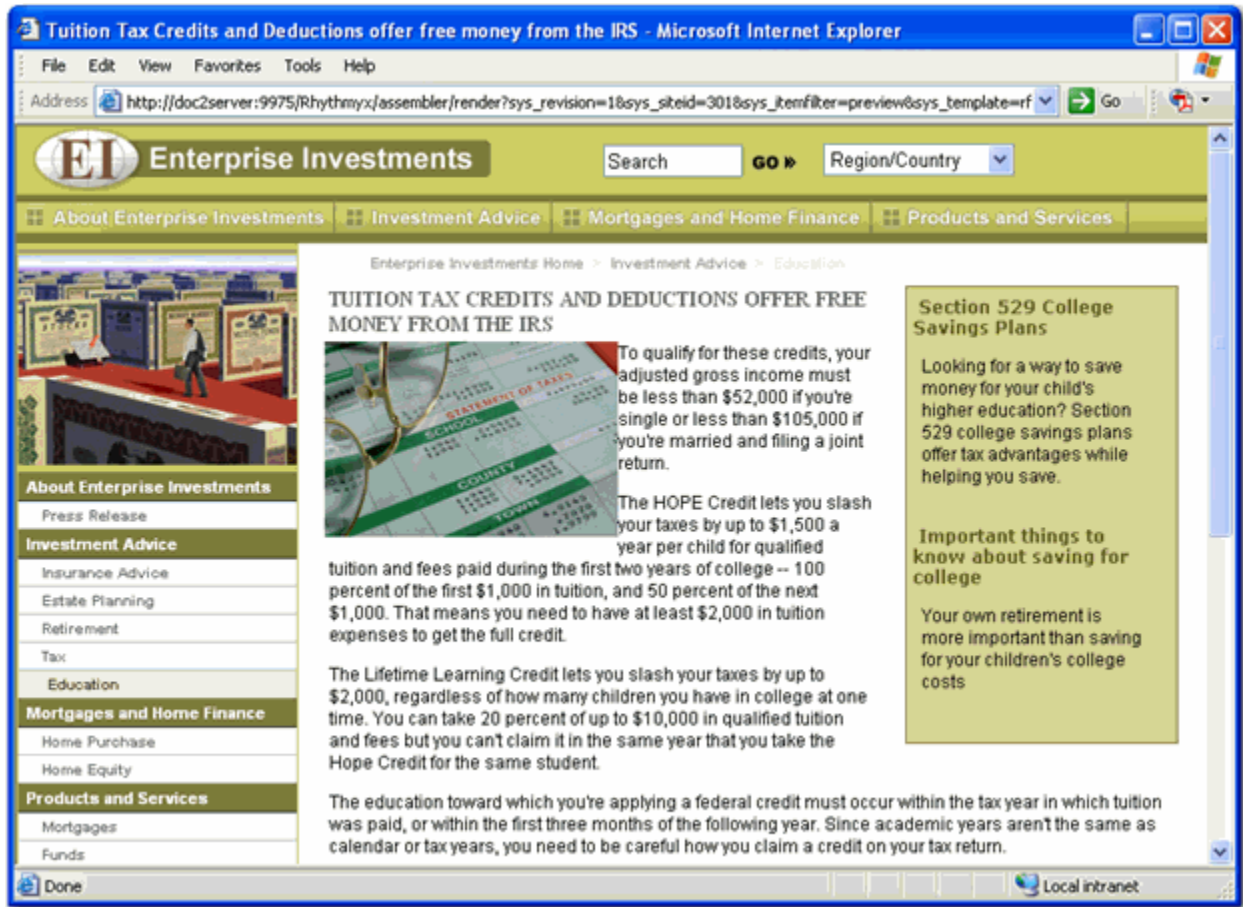 Tuition Tax Credits and Deductions offer free money from the IRS - Microsoft Internet Explorer
File Edit View Favorites Tools Help
Address http://doc2server:9975/Rhythmyx/assembler/render?sys_revision=1&sys_siteid=301&sys_itemfilter=preview&sys_template=rf Go
EI Enterprise Investments
Search GO Region/Country
About Enterprise Investments Investment Advice Mortgages and Home Finance Products and Services
Enterprise Investments Home > Investment Advice > Education
STOCKS
About Enterprise Investments
Press Release
Investment Advice
Insurance Advice
Estate Planning
Retirement
Tax
Education
Mortgages and Home Finance
Home Purchase
Home Equity
Products and Services
Mortgages
Funds
TUITION TAX CREDITS AND DEDUCTIONS OFFER FREE
MONEY FROM THE IRS
STATEMENT OF TAXES
SCHOOL
COUNTY
TOWN
To qualify for these credits, your
adjusted gross income must
be less than $52,000 if you're
single or less than $105,000 if
you're married and filing a joint
return.
The HOPE Credit lets you slash
your taxes by up to $1,500 a
year per child for qualified
tuition and fees paid during the first two years of college -- 100
percent of the first $1,000 in tuition, and 50 percent of the next
$1,000. That means you need to have at least $2,000 in tuition
expenses to get the full credit.
The Lifetime Learning Credit lets you slash your taxes by up to
$2,000, regardless of how many children you have in college at one
time. You can take 20 percent of up to $10,000 in qualified tuition
and fees but you can't claim it in the same year that you take the
Hope Credit for the same student.
The education toward which you're applying a federal credit must occur within the tax year in which tuition
was paid, or within the first three months of the following year. Since academic years aren't the same as
calendar or tax years, you need to be careful how you claim a credit on your tax return.
Section 529 College
Savings Plans
Looking for a way to save
money for your child's
higher education? Section
529 college savings plans
offer tax advantages while
helping you save.
Important things to
know about saving for
college
Your own retirement is
more important than saving
for your children's college
costs
Done
Local intranet